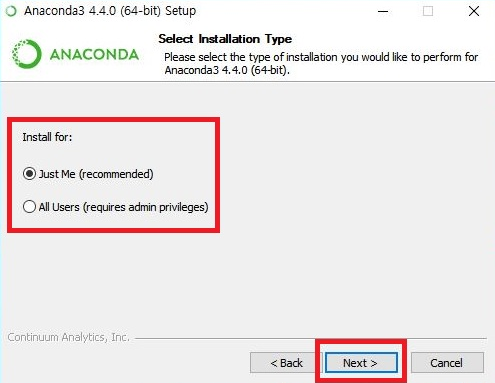 Anaconda3 4.4.0 (64-bit) Setup
ANACONDA
Select Installation Type
Please select the type of installation you would like to perform for
Anaconda3 4.4.0 (64-bit).
Install for:
Just Me (recommended)
All Users (requires admin privileges)
Continuum Analytics, Inc.
< Back Next > Cancel